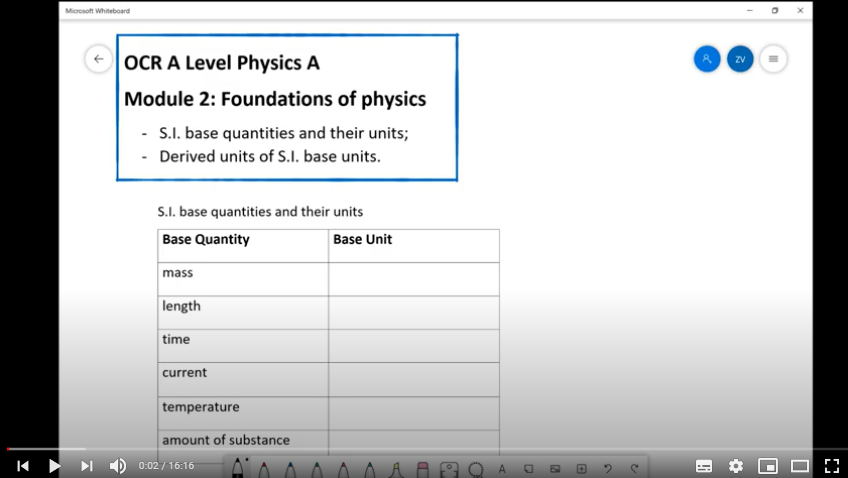 Microsoft Whiteboard
OCR A Level Physics A
ZV
Module 2: Foundations of physics
- S.I. base quantities and their units;
- Derived units of S.I. base units.
S.I. base quantities and their units
Base Quantity Base Unit
mass
length
time
current
temperature
amount of substance
0:02 / 16:16